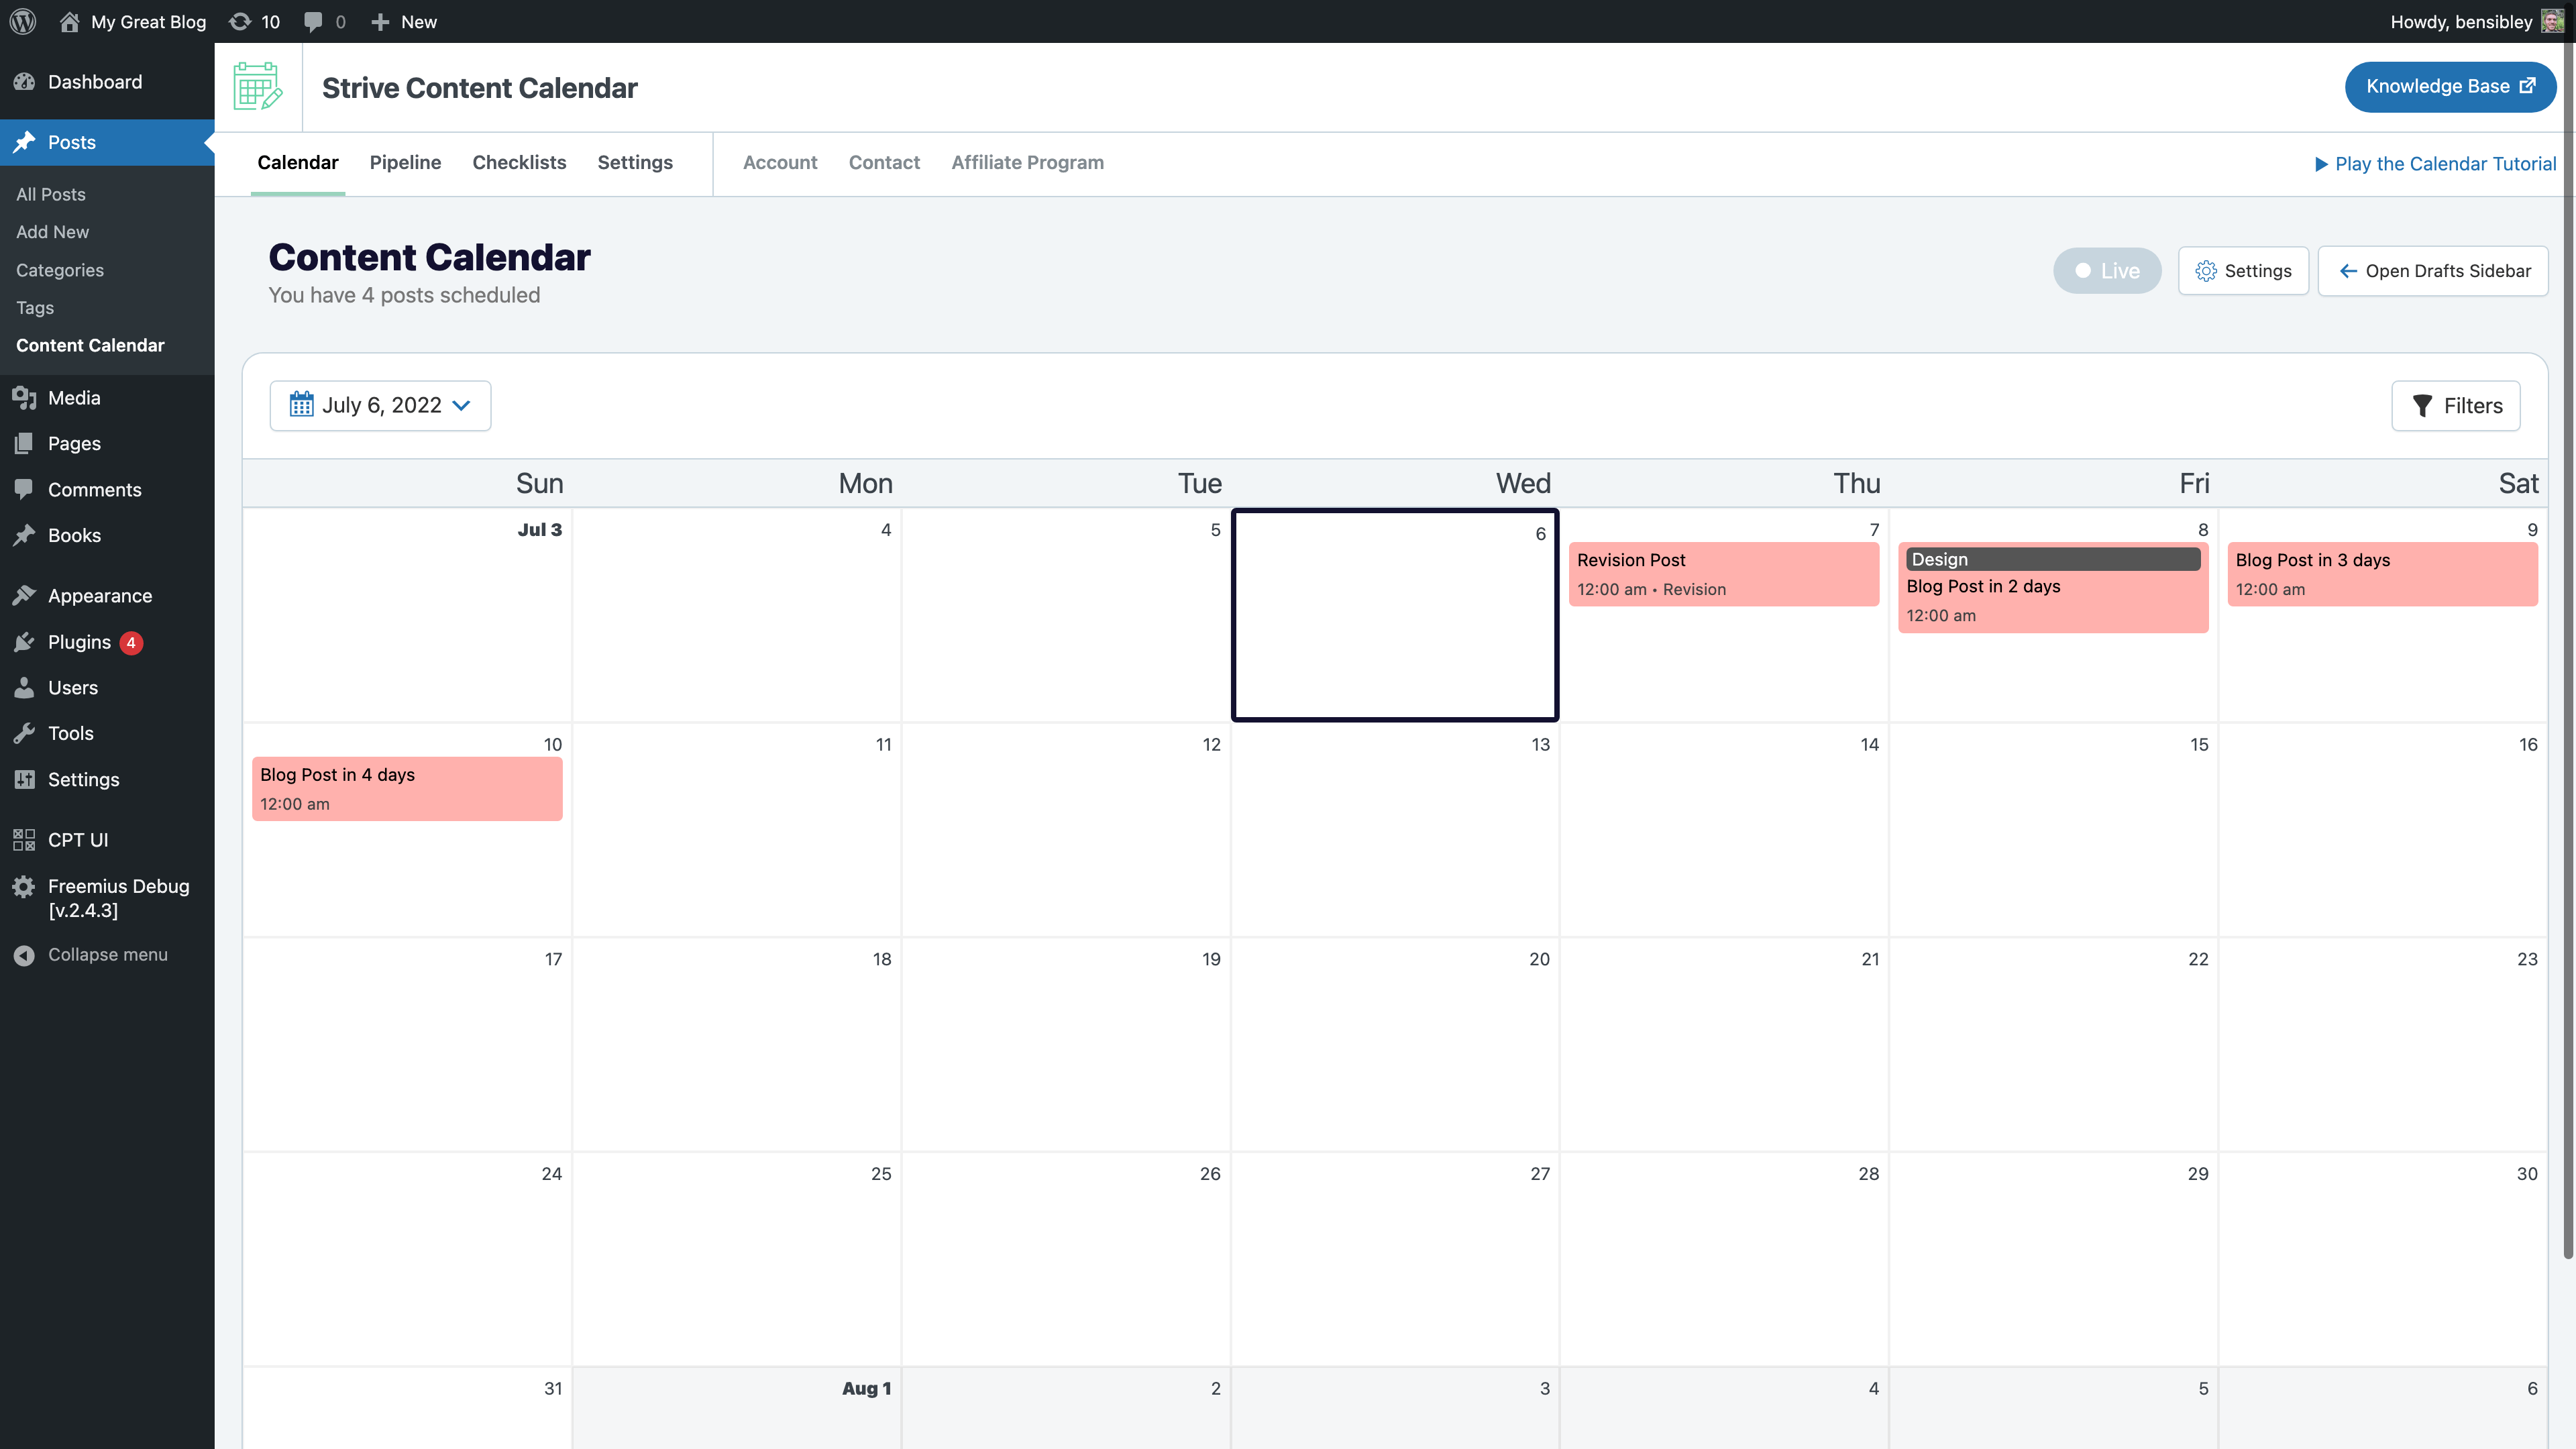 My Great Blog 10 0 New Howdy, bensibley
Dashboard
Posts
All Posts
Add New
Categories
Tags
Content Calendar
Media
Pages
Comments
Books
Appearance
Plugins 4
Users
Tools
Settings
CPT UI
Freemius Debug
[v.2.4.3]
Collapse menu
Strive Content Calendar Knowledge Base
Calendar Pipeline Checklists Settings Account Contact Affiliate Program Play the Calendar Tutorial
Content Calendar
You have 4 posts scheduled
Live Settings Open Drafts Sidebar
July 6, 2022 Filters
Sun Mon Tue Wed Thu Fri Sat
Jul 3 4 5 6 7 8 9
Revision Post
12:00 am • Revision
Design
Blog Post in 2 days
12:00 am
Blog Post in 3 days
12:00 am
10 11 12 13 14 15 16
Blog Post in 4 days
12:00 am
17 18 19 20 21 22 23
24 25 26 27 28 29 30
31 Aug 1 2 3 4 5 6